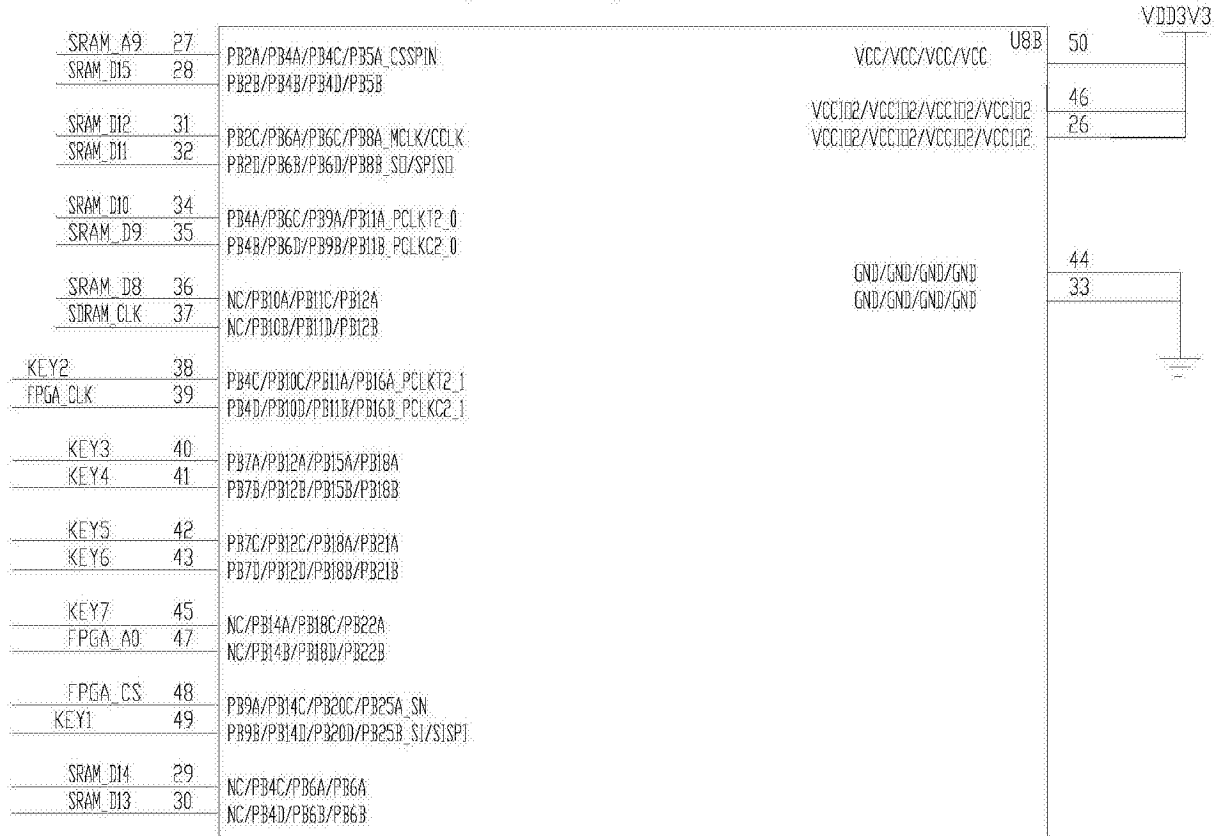 VDD3V3
U8B
SRAM_A9 27 PB2A/PB4A/PB4C/PB5A_CSSPIN VCC/VCC/VCC/VCC 50
SRAM_D15 28 PB2B/PB4B/PB4D/PB5B
VCCIO2/VCCIO2/VCCIO2/VCCIO2 46
SRAM_D12 31 PB2C/PB6A/PB6C/PB8A_MCLK/CCLK VCCIO2/VCCIO2/VCCIO2/VCCIO2 26
SRAM_D11 32 PB2D/PB6B/PB6D/PB8B_SO/SPISO
SRAM_D10 34 PB4A/PB6C/PB9A/PB11A_PCLKT2_0
SRAM_D9 35 PB4B/PB6D/PB9B/PB11B_PCLKC2_0
GND/GND/GND/GND 44
SRAM_D8 36 NC/PB10A/PB11C/PB12A GND/GND/GND/GND 33
SDRAM_CLK 37 NC/PB10B/PB11D/PB12B
KEY2 38 PB4C/PB10C/PB11A/PB16A_PCLKT2_1
FPGA_CLK 39 PB4D/PB10D/PB11B/PB16B_PCLKC2_1
KEY3 40 PB7A/PB12A/PB15A/PB18A
KEY4 41 PB7B/PB12B/PB15B/PB18B
KEY5 42 PB7C/PB12C/PB18A/PB21A
KEY6 43 PB7D/PB12D/PB18B/PB21B
KEY7 45 NC/PB14A/PB18C/PB22A
FPGA_A0 47 NC/PB14B/PB18D/PB22B
FPGA_CS 48 PB9A/PB14C/PB20C/PB25A_SN
KEY1 49 PB9B/PB14D/PB20D/PB25B_SI/SISPI
SRAM_D14 29 NC/PB4C/PB6A/PB6A
SRAM_D13 30 NC/PB4D/PB6B/PB6B